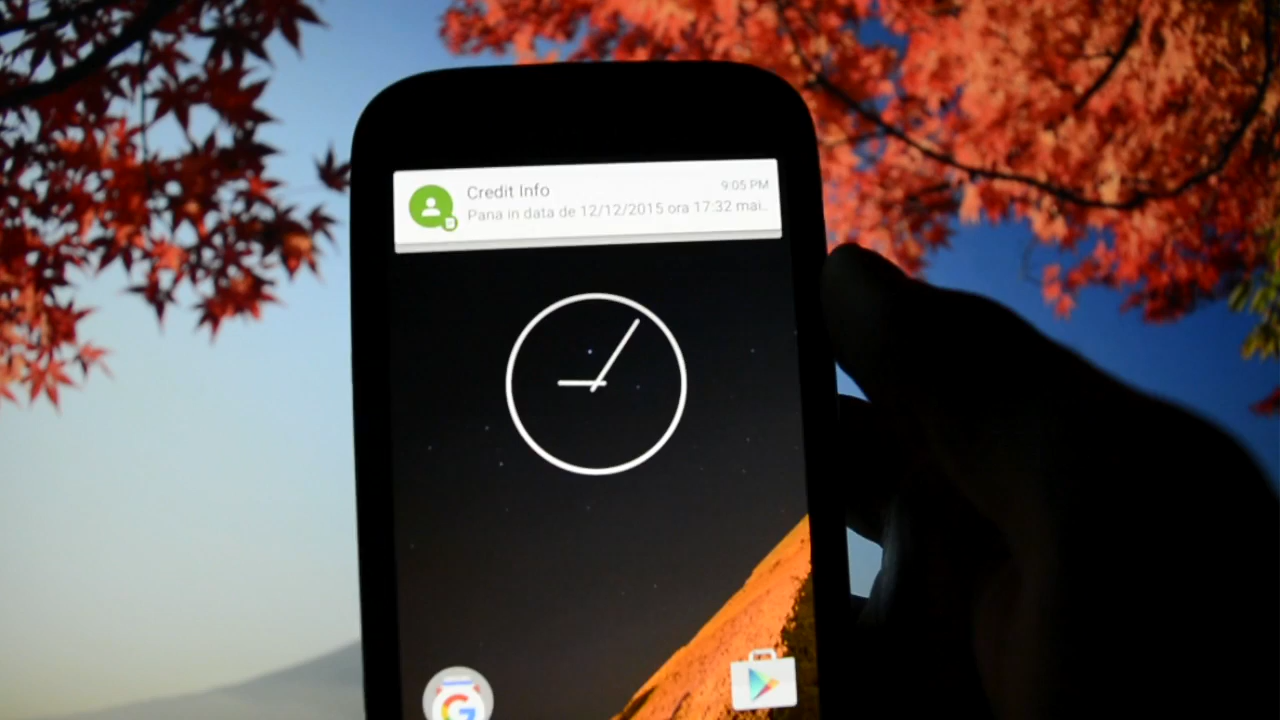 Credit Info
9:05 PM
Pana in data de 12/12/2015 ora 17:32 mai..
G